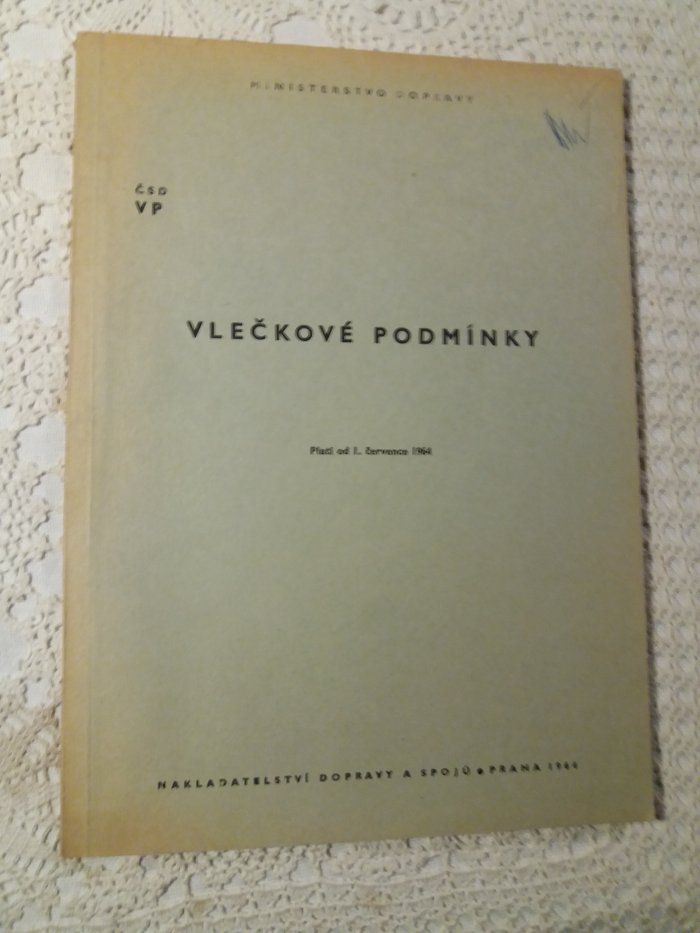 MINISTERSTVO DOPRAVY
ČSD
VP
VLEČKOVÉ PODMÍNKY
Platí od 1. července 1964
NAKLADATELSTVÍ DOPRAVY A SPOJŮ • PRAHA 1964